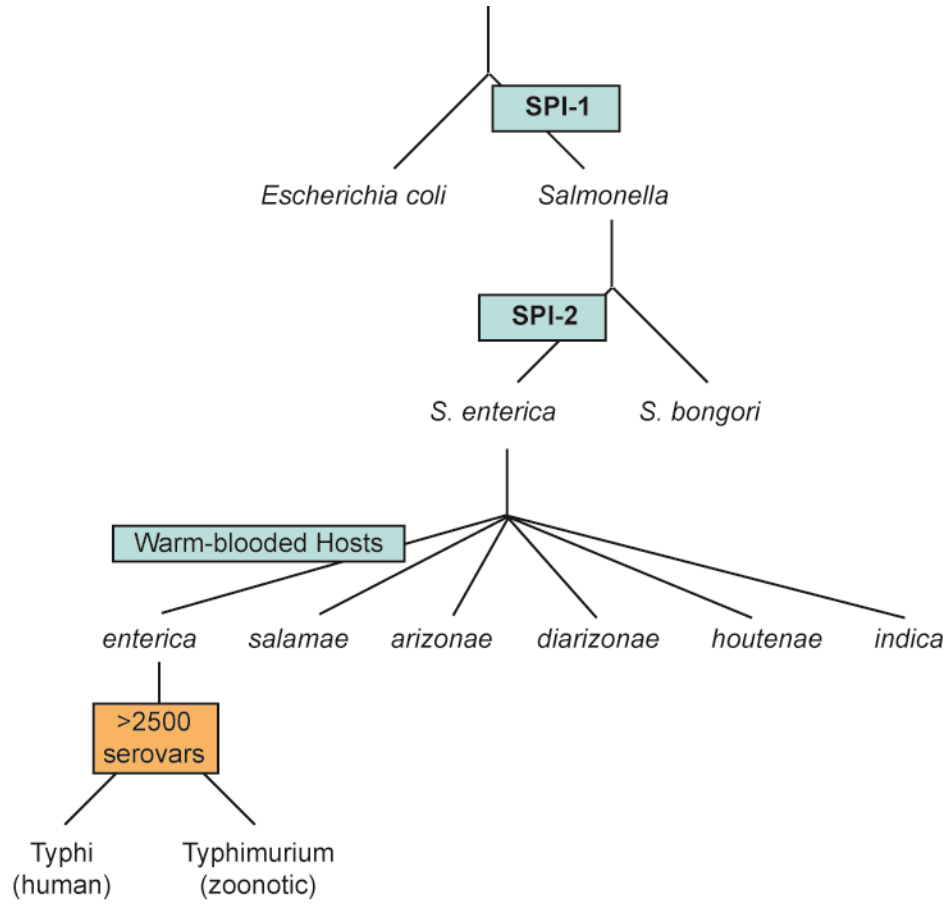 SPI-1
Escherichia coli
Salmonella
SPI-2
S. enterica
S. bongori
Warm-blooded Hosts
enterica
salamae
arizonae
diarizonae
houtenae
indica
>2500
serovars
Typhi
(human)
Typhimurium
(zoonotic)